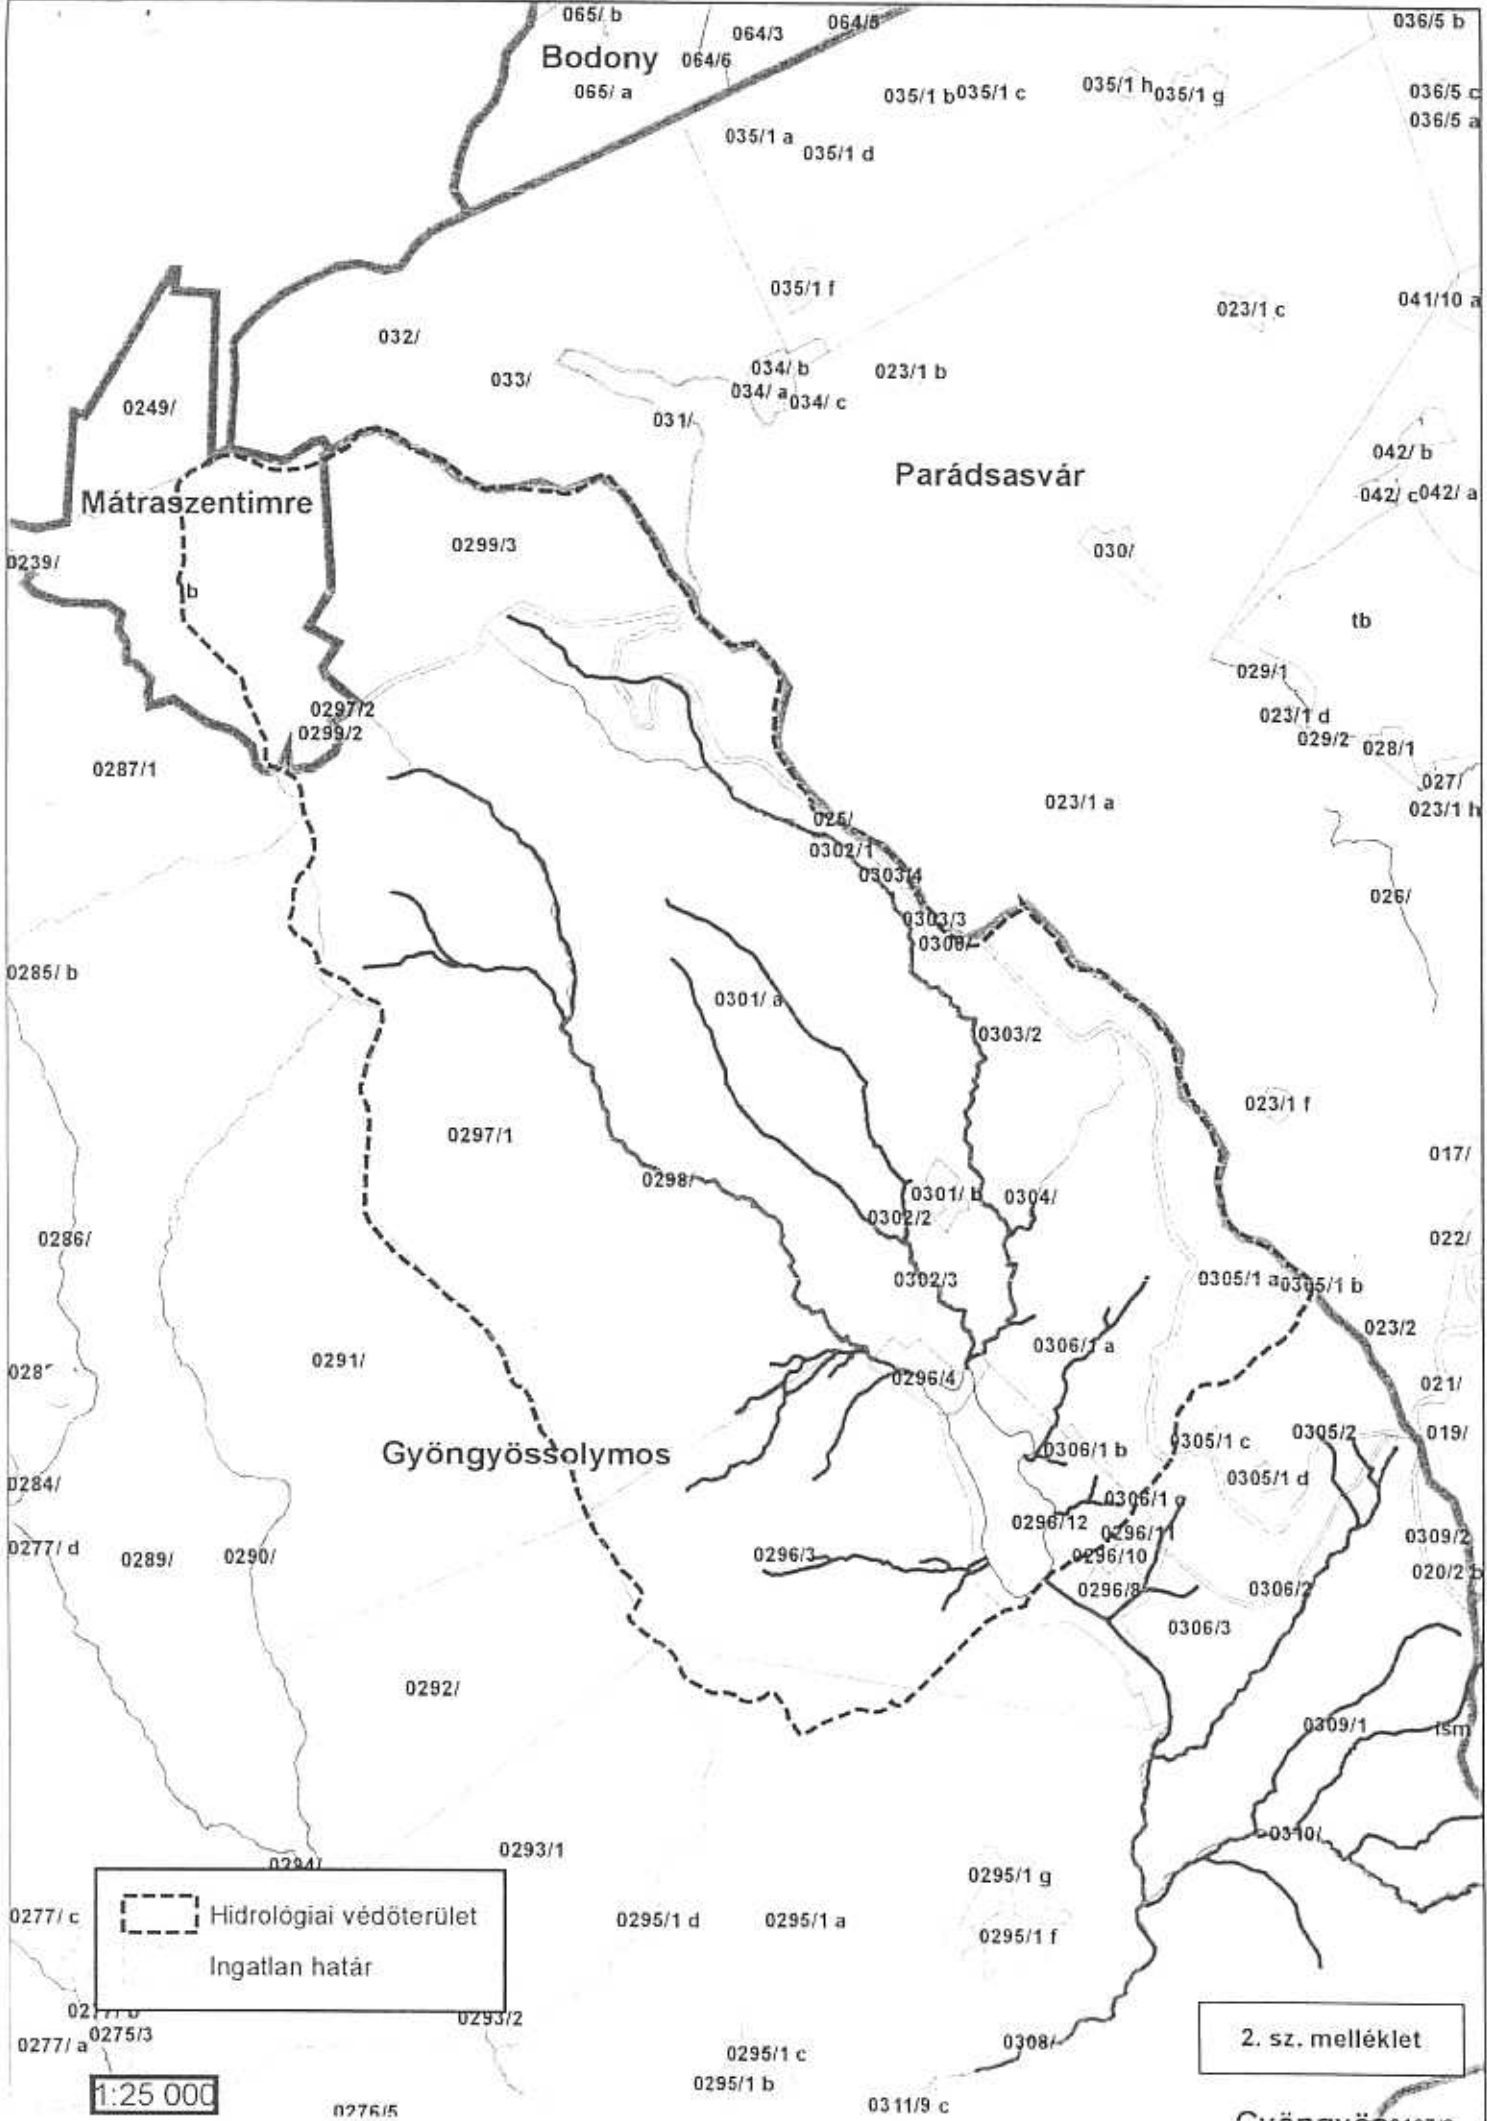 065/ b
064/3
064/5
036/5 b
Bodony
064/6
065/ a
035/1 b
035/1 c
035/1 h
035/1 g
036/5 c
036/5 a
035/1 a
035/1 d
035/1 f
023/1 c
041/10 a
032/
033/
034/ b
034/ a
034/ c
023/1 b
0249/
031/
042/ b
042/ c
042/ a
Parádsasvár
Mátraszentimre
0299/3
030/
0239/
b
tb
029/1
0297/2
0299/2
023/1 d
029/2
028/1
0287/1
027/
023/1 a
023/1 h
025/
0302/1
0303/4
026/
0303/3
0285/ b
0301/ a
0303/2
023/1 f
0297/1
017/
0298/
0301/ b
0304/
0302/2
0286/
022/
0302/3
0305/1 a
0305/1 b
023/2
0306/1 a
0291/
0296/4
021/
Gyöngyössolymos
0306/1 b
0305/1 c
0305/2
019/
0305/1 d
0284/
0296/12
0296/11
0309/2
0277/ d
0289/
0290/
0296/3
0296/10
020/2 b
0296/8
0306/2
0306/3
0292/
0309/1
ism
0310/
0293/1
0294/
0295/1 g
Hidrológiai védőterület
0277/ c
0295/1 d
0295/1 a
0295/1 f
Ingatlan határ
0293/2
0275/3
0277/ a
2. sz. melléklet
0308/
0295/1 c
0295/1 b
1:25 000
0276/5
0311/9 c